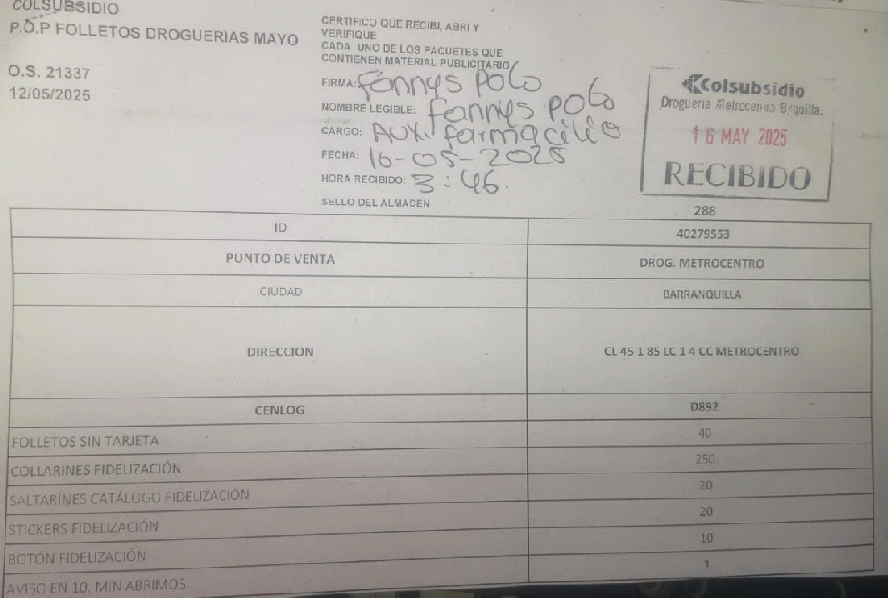 COLSUBSIDIO
P.O.P FOLLETOS DROGUERIAS MAYO
O.S. 21337
12/05/2025
CERTIFICO QUE RECIBI, ABRI Y
VERIFIQUE
CADA UNO DE LOS PACUETES QUE
CONTIENEN MATERIAL PUBLICITARIO
FIRMA: Fannys Polo
NOMBRE LEGIBLE: Fannys polo
CARGO: AUX. farmacilio
FECHA: 16-05-2025
HORA RECIBIDO: 3:46.
SELLO DEL ALMACEN
Colsubsidio
Drogueria Metrocentro B/quilla.
16 MAY 2025
RECIBIDO
288
ID 40279553
PUNTO DE VENTA DROG. METROCENTRO
CIUDAD BARRANQUILLA
DIRECCION CL 45 1 85 LC 1 4 CC METROCENTRO
CENLOG D892
FOLLETOS SIN TARJETA 40
COLLARINES FIDELIZACIÓN 250
SALTARINES CATÁLOGO FIDELIZACIÓN 20
STICKERS FIDELIZACIÓN 20
BOTÓN FIDELIZACIÓN 10
AVISO EN 10. MIN ABRIMOS 1